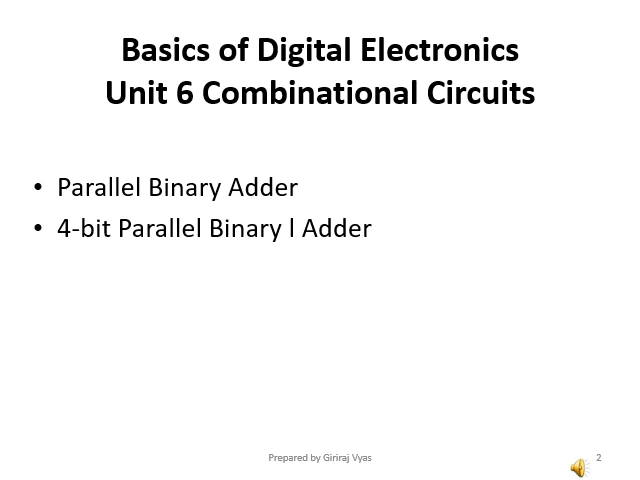 Basics of Digital Electronics
Unit 6 Combinational Circuits
• Parallel Binary Adder
• 4-bit Parallel Binary l Adder
Prepared by Giriraj Vyas
2